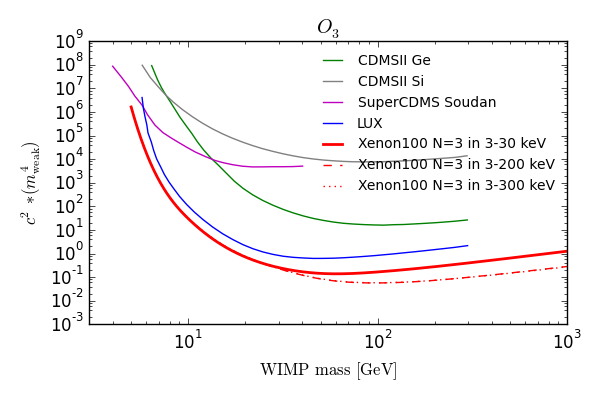 O_3
10^9
10^8
10^7
10^6
10^5
10^4
10^3
10^2
10^1
10^0
10^-1
10^-2
10^-3
c^2 * (m_weak^4)
CDMSII Ge
CDMSII Si
SuperCDMS Soudan
LUX
Xenon100 N=3 in 3-30 keV
Xenon100 N=3 in 3-200 keV
Xenon100 N=3 in 3-300 keV
10^1
10^2
10^3
WIMP mass [GeV]